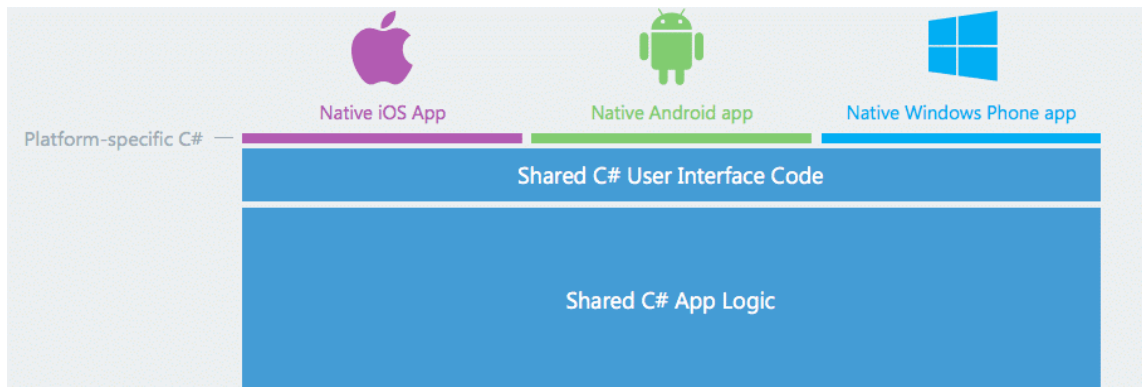 Native iOS App
Native Android app
Native Windows Phone app
Platform-specific C#
Shared C# User Interface Code
Shared C# App Logic